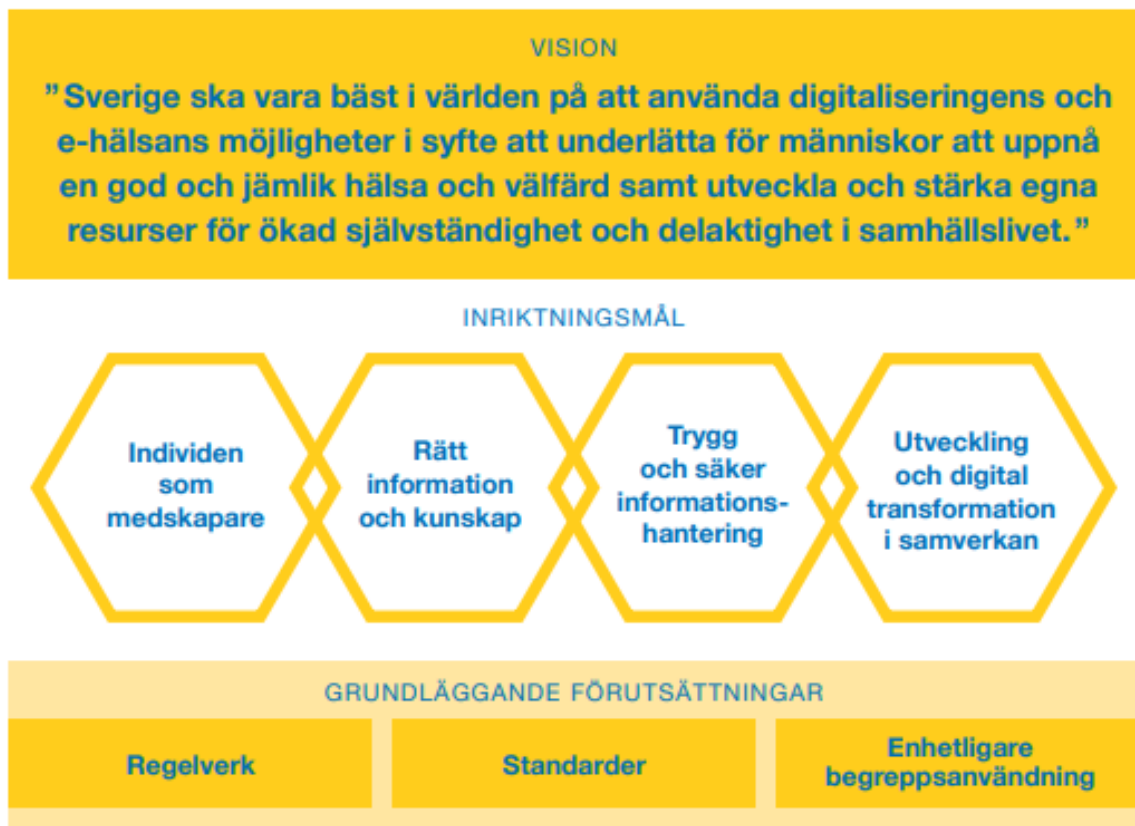 VISION
”Sverige ska vara bäst i världen på att använda digitaliseringens och
e-hälsans möjligheter i syfte att underlätta för människor att uppnå
en god och jämlik hälsa och välfärd samt utveckla och stärka egna
resurser för ökad självständighet och delaktighet i samhällslivet.”
INRIKTNINGSMÅL
Individen
som
medskapare
Rätt
information
och kunskap
Trygg
och säker
informations-
hantering
Utveckling
och digital
transformation
i samverkan
GRUNDLÄGGANDE FÖRUTSÄTTNINGAR
Regelverk
Standarder
Enhetligare
begreppsanvändning